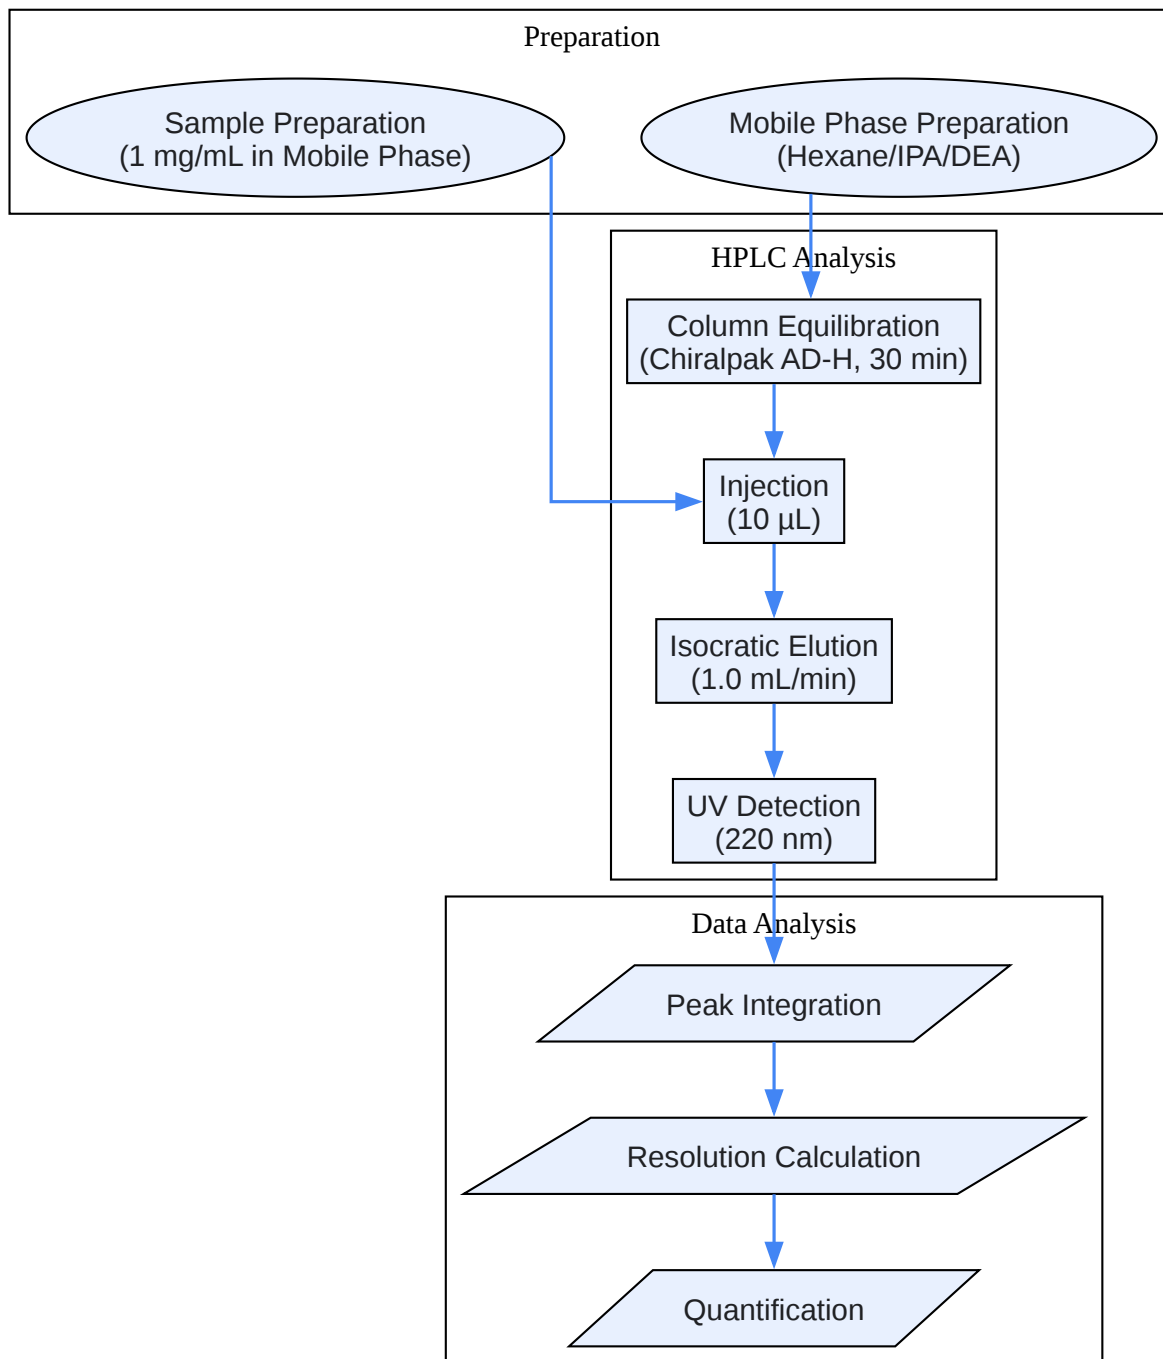 Preparation
Sample Preparation
(1 mg/mL in Mobile Phase)
Mobile Phase Preparation
(Hexane/IPA/DEA)
HPLC Analysis
Column Equilibration
(Chiralpak AD-H, 30 min)
Injection
(10 µL)
Isocratic Elution
(1.0 mL/min)
UV Detection
(220 nm)
Data Analysis
Peak Integration
Resolution Calculation
Quantification